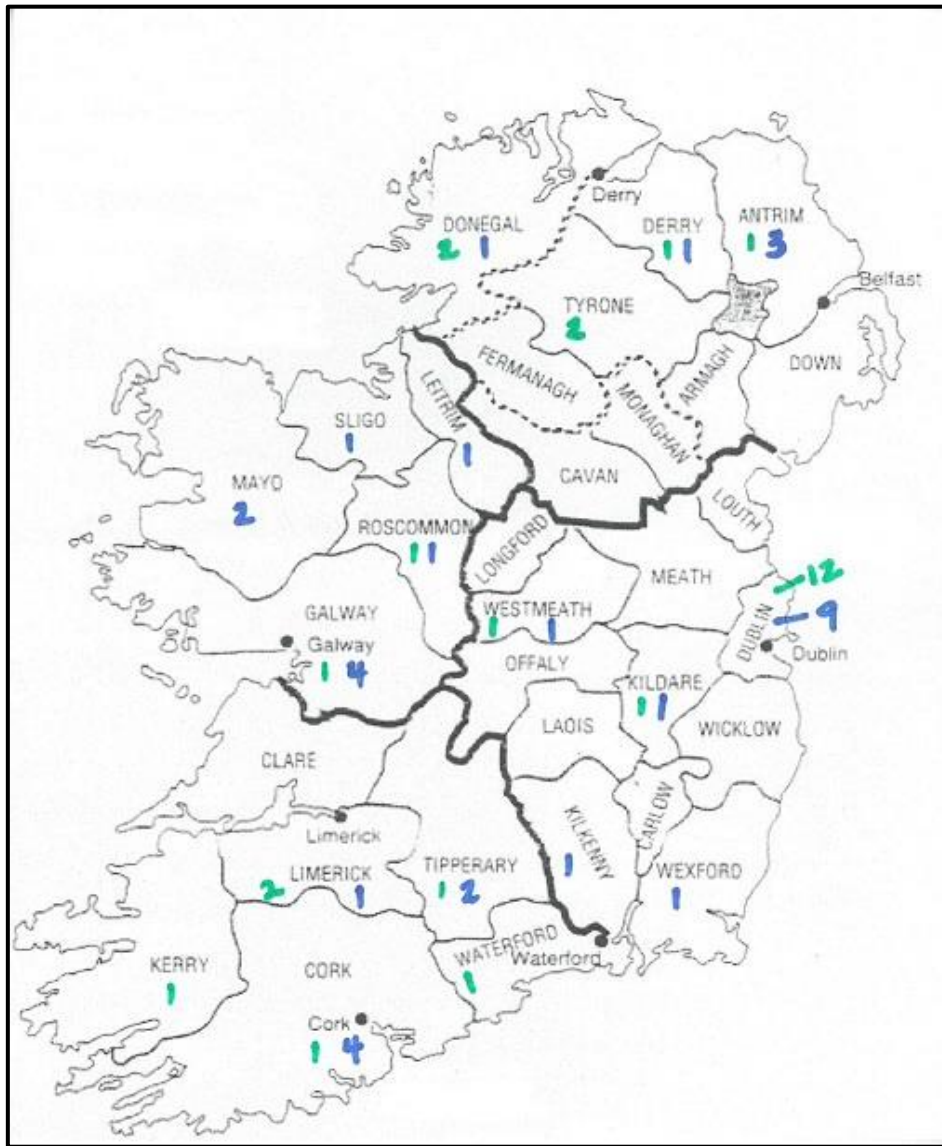 Derry
DONEGAL
2 1
DERRY
1 1
ANTRIM
1 3
Belfast
TYRONE
2
FERMANAGH
MONAGHAN
ARMAGH
DOWN
LEITRIM
1
SLIGO
1
CAVAN
MAYO
2
ROSCOMMON
1 1
LONGFORD
LOUTH
MEATH
12
GALWAY
Galway
1 4
WESTMEATH
1 1
DUBLIN
9
Dublin
OFFALY
KILDARE
1 1
LAOIS
WICKLOW
CLARE
CARLOW
Limerick
LIMERICK
2 1
TIPPERARY
1 2
KILKENNY
1
WEXFORD
1
KERRY
1
CORK
Cork
1 4
WATERFORD
1
Waterford